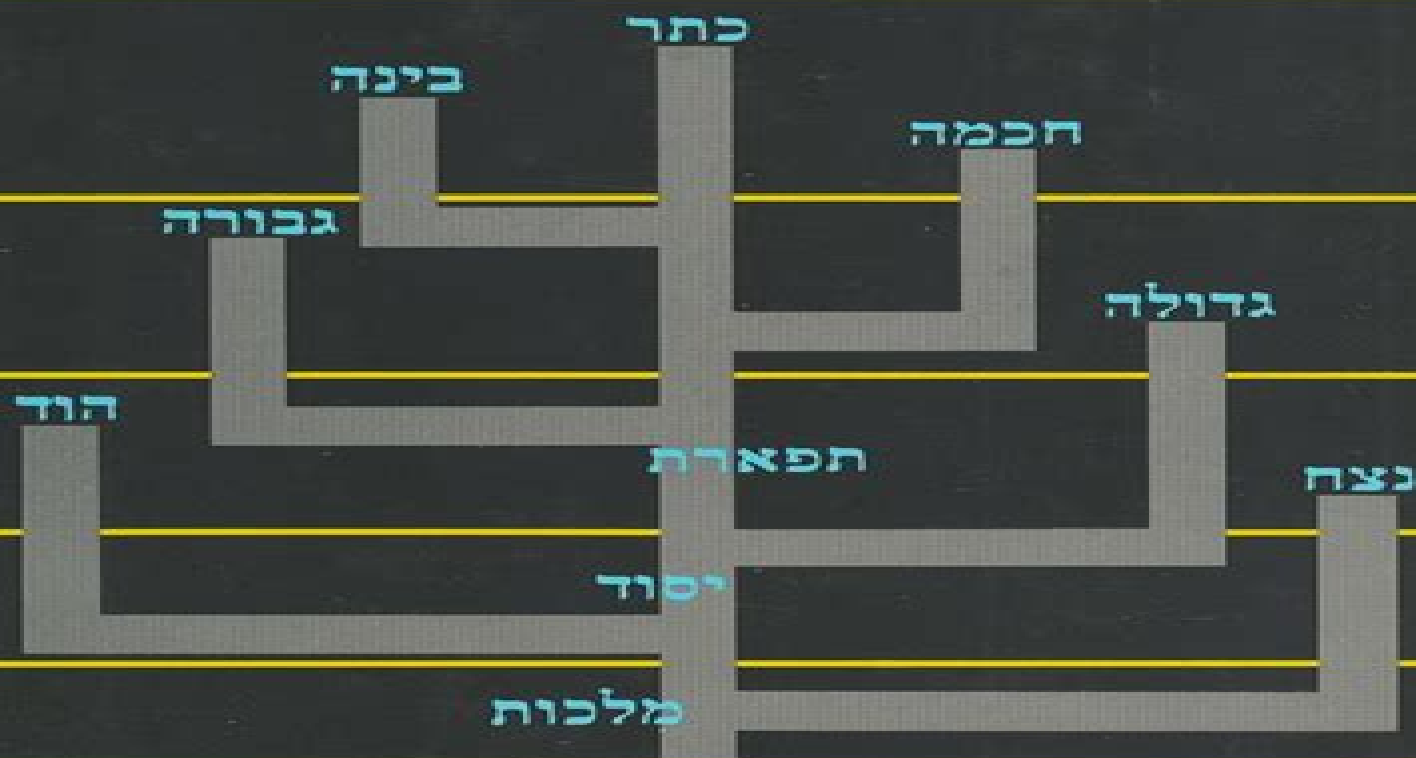 כתר
בינה
חכמה
גבורה
גדולה
הוד
תפארת
נצח
יסוד
מלכות